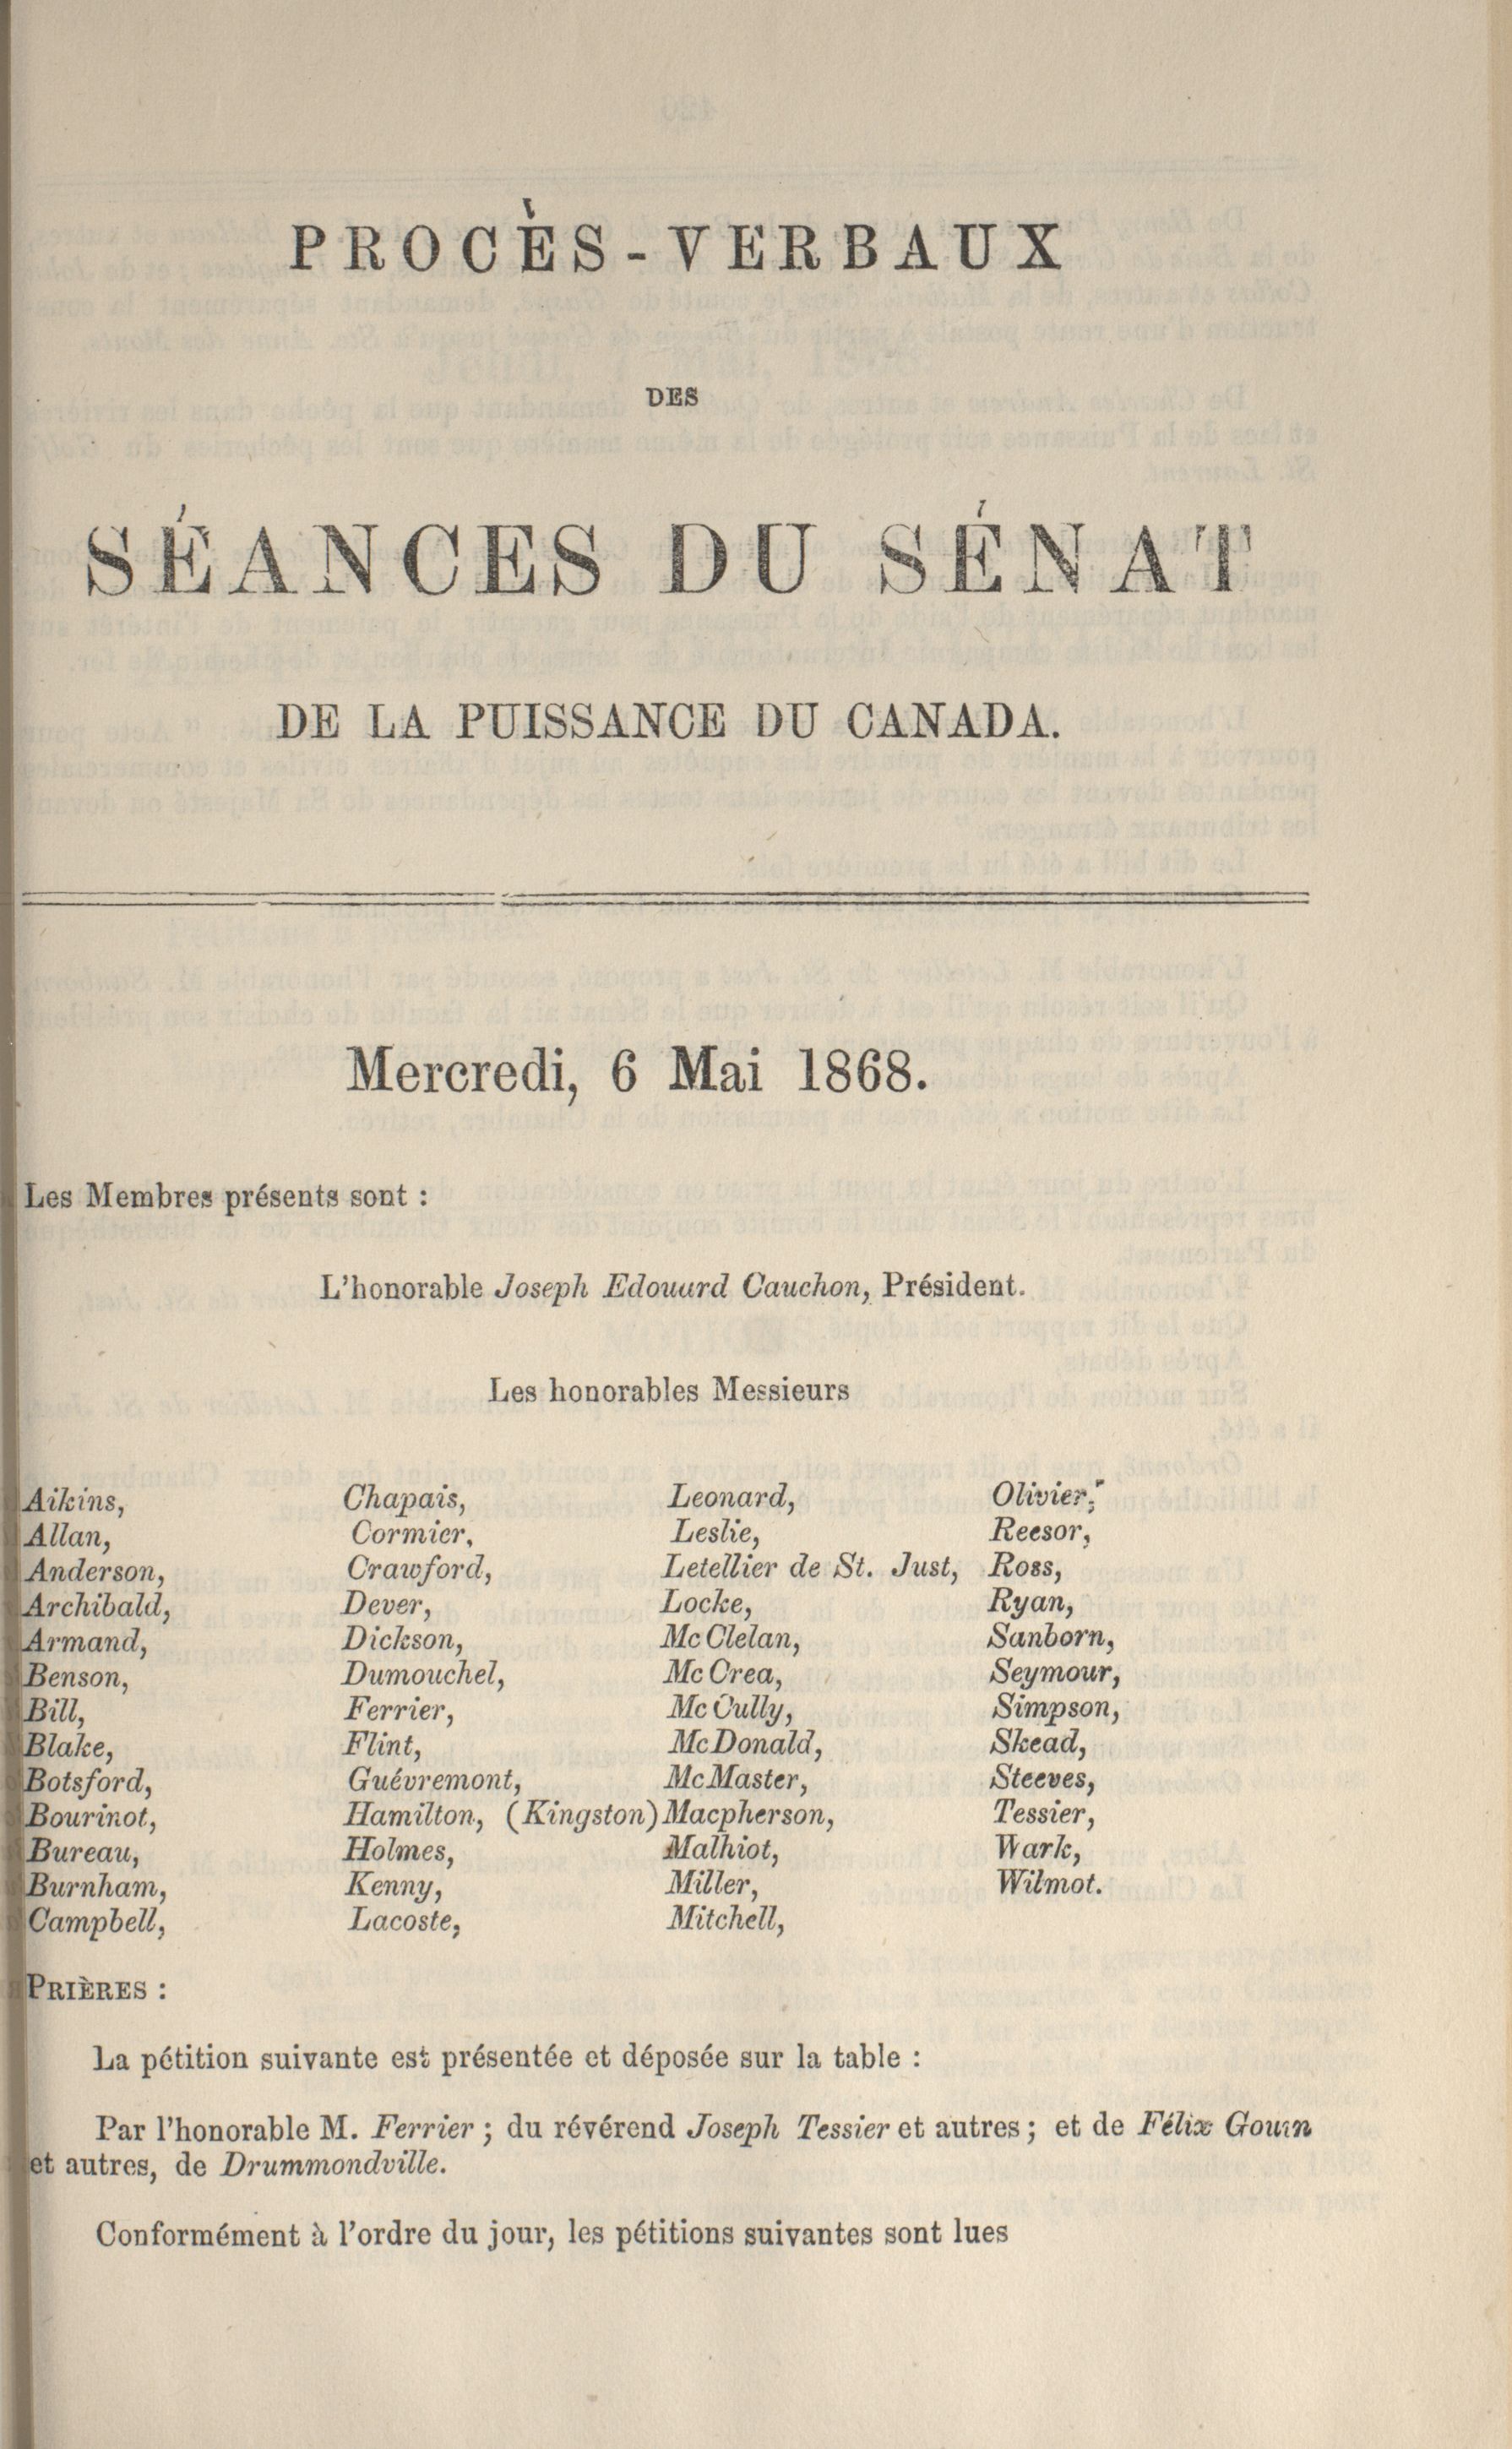 PROCÈS-VERBAUX
DES
SÉANCES DU SÉNAT
DE LA PUISSANCE DU CANADA.
Mercredi, 6 Mai 1868.
Les Membres présents sont :
L'honorable Joseph Edouard Cauchon, Président.
Les honorables Messieurs
Aikins,
Allan,
Anderson,
Archibald,
Armand,
Benson,
Bill,
Blake,
Botsford,
Bourinot,
Bureau,
Burnham,
Campbell,
Chapais,
Cormier,
Crawford,
Dever,
Dickson,
Dumouchel,
Ferrier,
Flint,
Guévremont,
Hamilton, (Kingston)
Holmes,
Kenny,
Lacoste,
Leonard,
Leslie,
Letellier de St. Just,
Locke,
McClelan,
McCrea,
McCully,
McDonald,
McMaster,
Macpherson,
Malhiot,
Miller,
Mitchell,
Olivier,
Reesor,
Ross,
Ryan,
Sanborn,
Seymour,
Simpson,
Skead,
Steeves,
Tessier,
Wark,
Wilmot.
PRIÈRES :
La pétition suivante est présentée et déposée sur la table :
Par l'honorable M. Ferrier ; du révérend Joseph Tessier et autres ; et de Félix Gouin
et autres, de Drummondville.
Conformément à l'ordre du jour, les pétitions suivantes sont lues